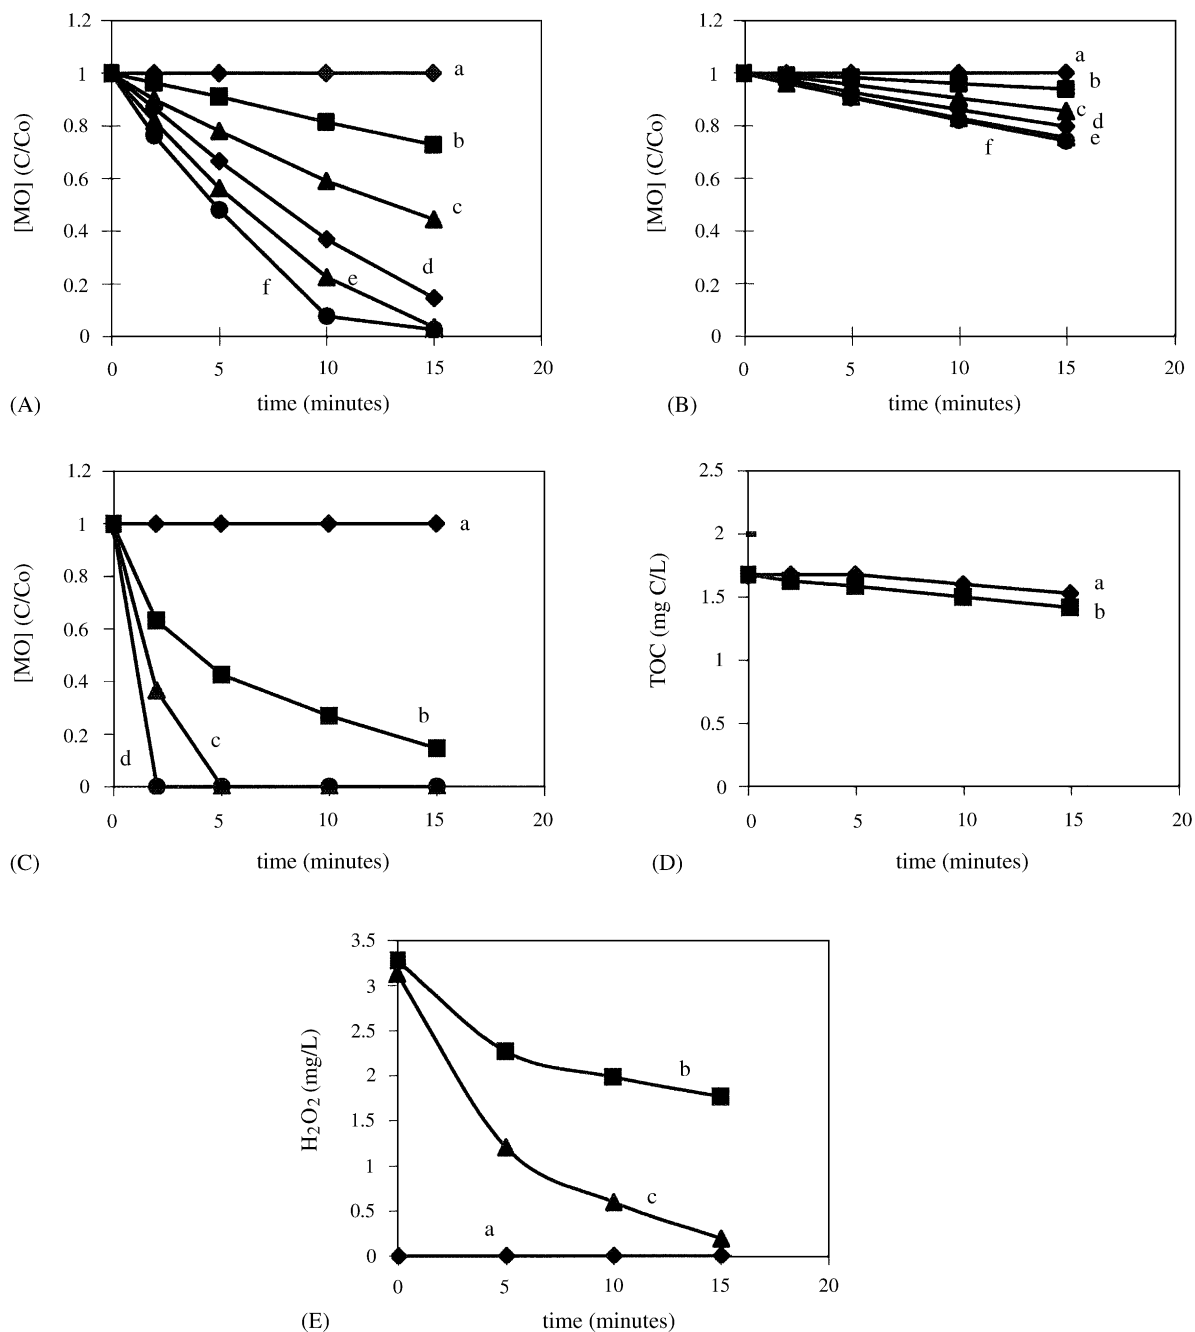 1.2
1
0.8
0.6
0.4
0.2
0
[MO] (C/Co)
a
b
c
d
e
f
0 5 10 15 20
(A) time (minutes)
1.2
1
0.8
0.6
0.4
0.2
0
[MO] (C/Co)
a
b
c
d
e
f
0 5 10 15 20
(B) time (minutes)
1.2
1
0.8
0.6
0.4
0.2
0
[MO] (C/Co)
a
b
c
d
0 5 10 15 20
(C) time (minutes)
2.5
2
1.5
1
0.5
0
TOC (mg C/L)
a
b
0 5 10 15 20
(D) time (minutes)
3.5
3
2.5
2
1.5
1
0.5
0
H₂O₂ (mg/L)
b
c
a
0 5 10 15 20
(E) time (minutes)